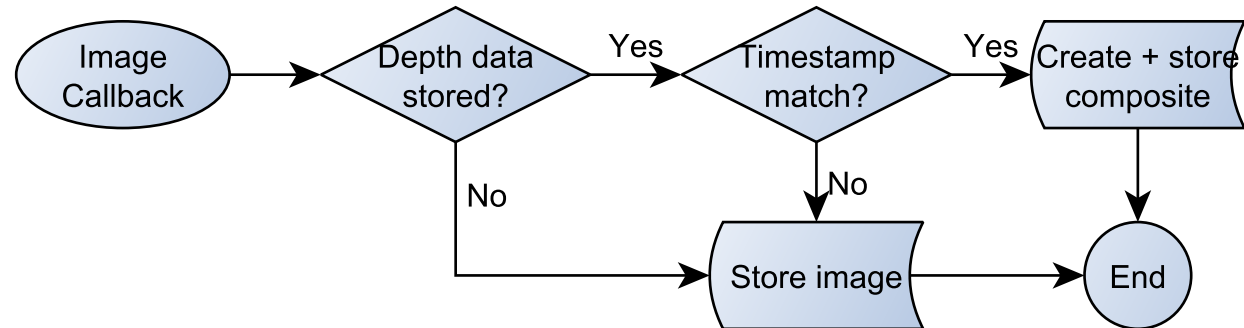 Image
Callback
Depth data
stored?
Yes
Timestamp
match?
Yes
Create + store
composite
No
No
Store image
End